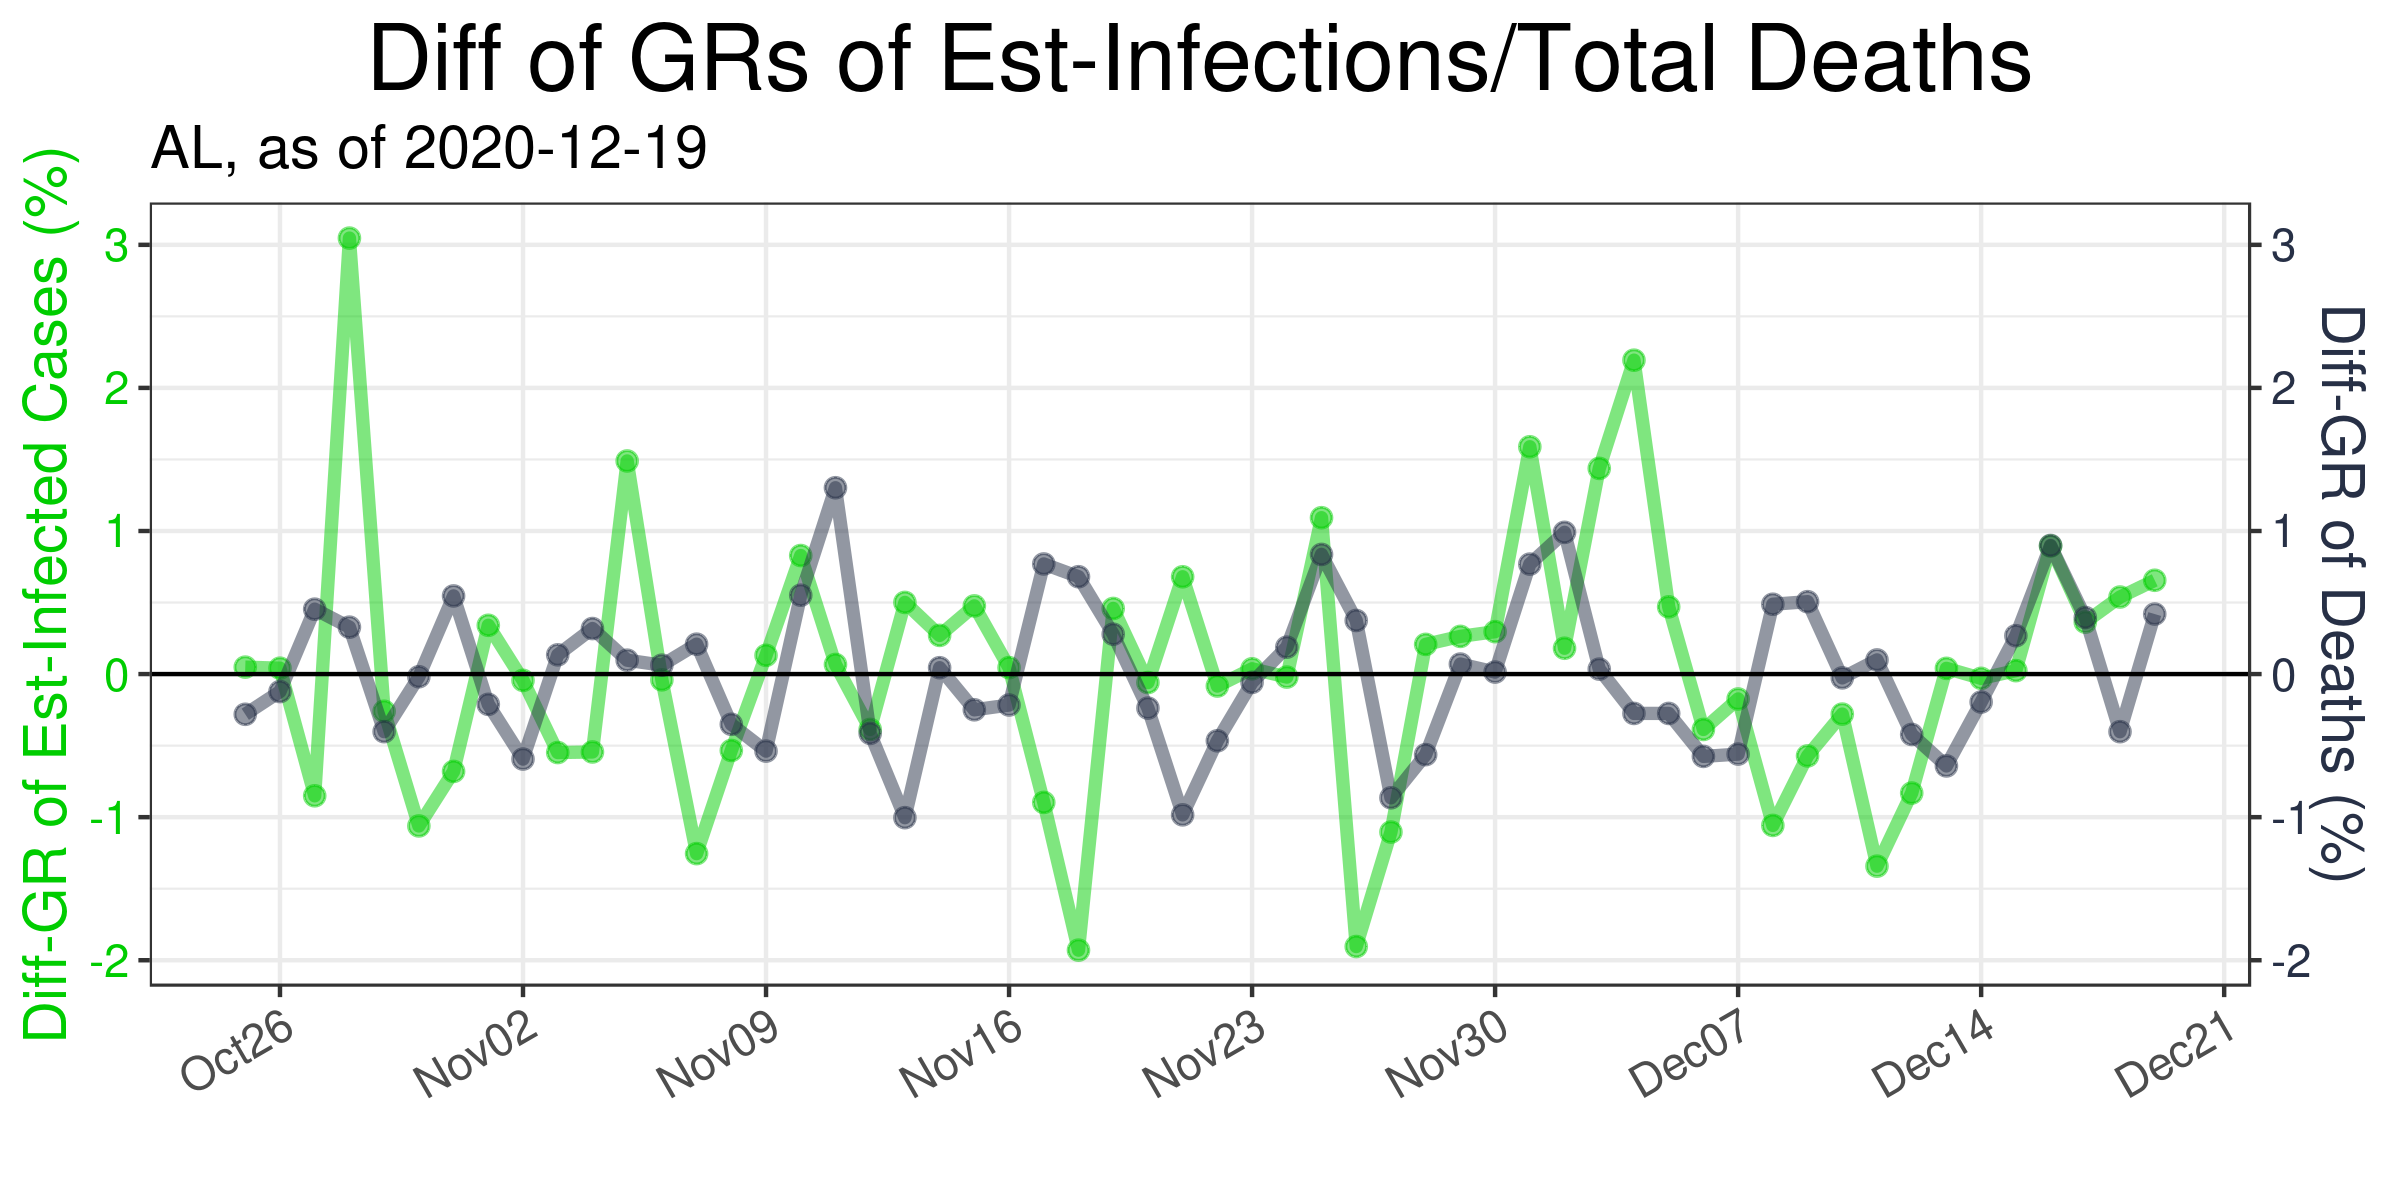 Diff of GRs of Est-Infections/Total Deaths
AL, as of 2020-12-19
Diff-GR of Est-Infected Cases (%)
3
2
1
0
-1
-2
3
2
1
0
-1
-2
Diff-GR of Deaths (%)
Oct26
Nov02
Nov09
Nov16
Nov23
Nov30
Dec07
Dec14
Dec21